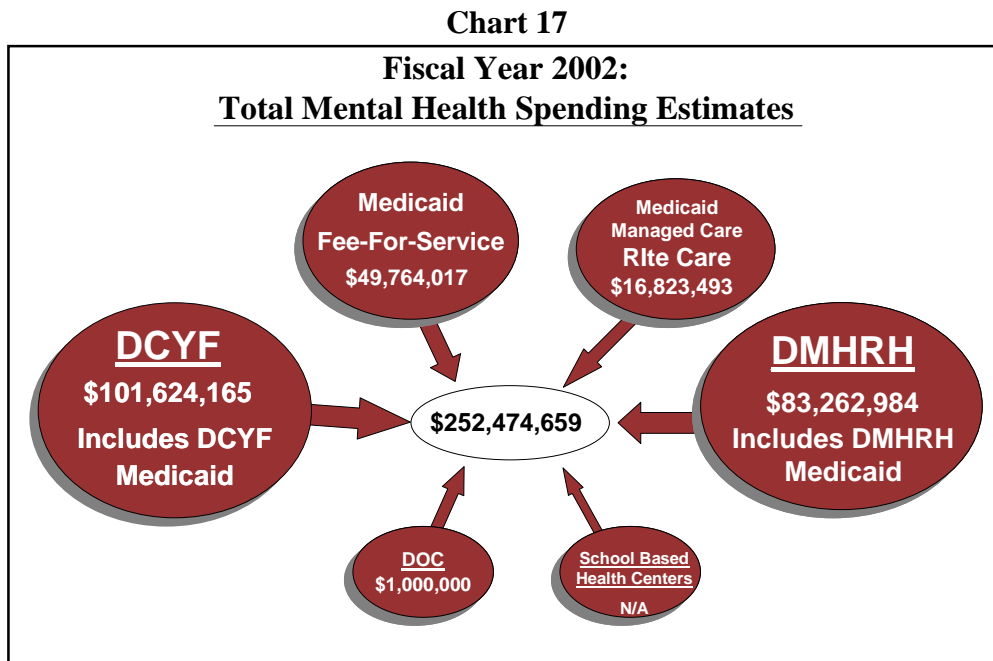 Chart 17
Fiscal Year 2002:
Total Mental Health Spending Estimates
Medicaid
Fee-For-Service
$49,764,017
Medicaid
Managed Care
RIte Care
$16,823,493
DCYF
$101,624,165
Includes DCYF
Medicaid
$252,474,659
DMHRH
$83,262,984
Includes DMHRH
Medicaid
DOC
$1,000,000
School Based
Health Centers
N/A